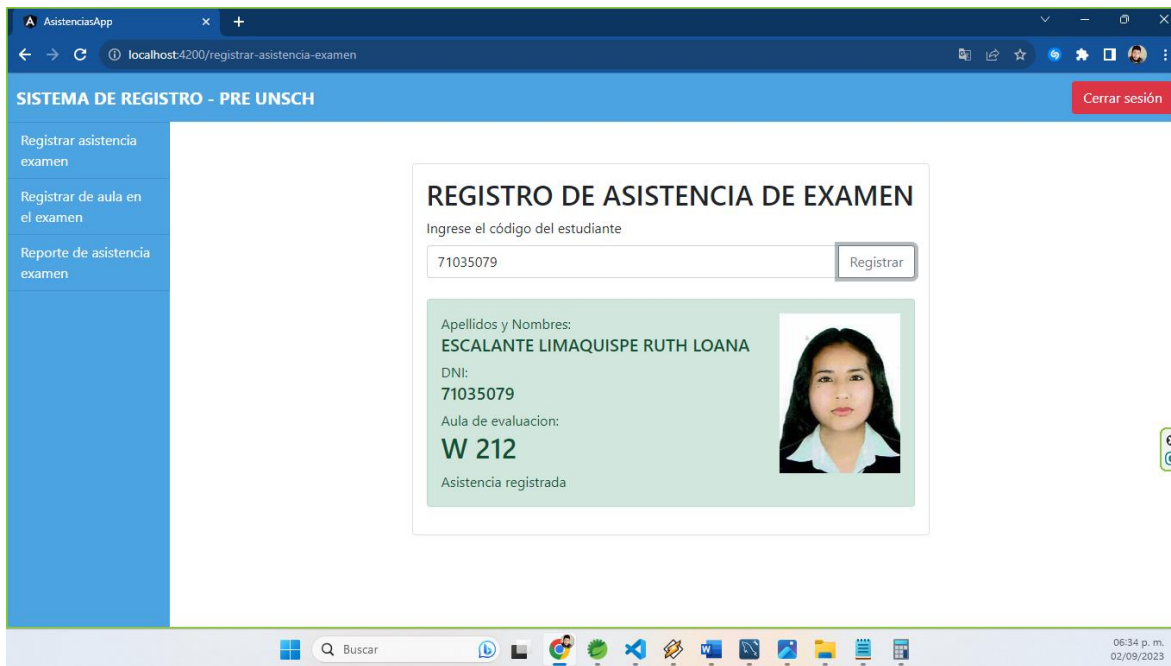 AsistenciasApp
localhost:4200/registrar-asistencia-examen
SISTEMA DE REGISTRO - PRE UNSCH
Cerrar sesión
Registrar asistencia
examen
Registrar de aula en
el examen
Reporte de asistencia
examen
REGISTRO DE ASISTENCIA DE EXAMEN
Ingrese el código del estudiante
71035079
Registrar
Apellidos y Nombres:
ESCALANTE LIMAQUISPE RUTH LOANA
DNI:
71035079
Aula de evaluacion:
W 212
Asistencia registrada
Buscar
06:34 p. m.
02/09/2023